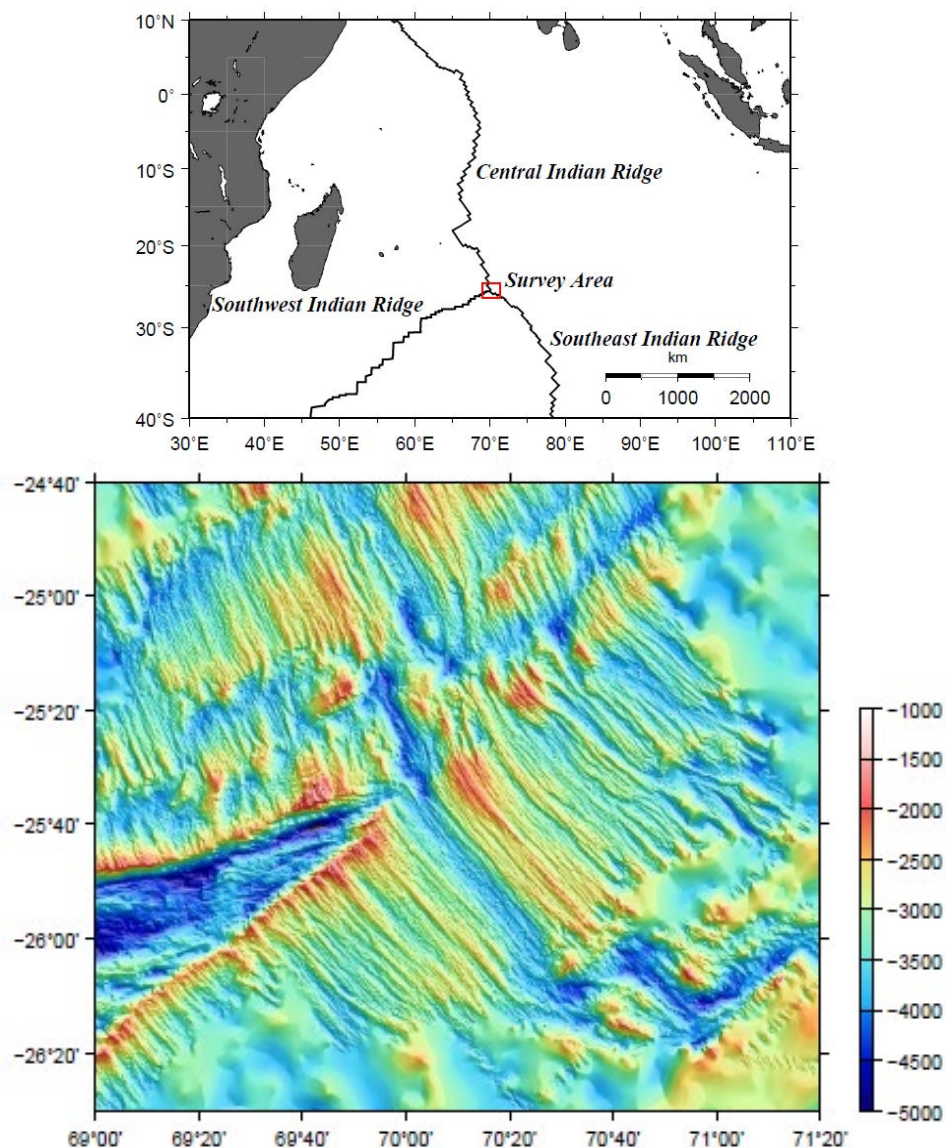 10°N
0°
10°S
20°S
30°S
40°S
Central Indian Ridge
Survey Area
Southwest Indian Ridge
Southeast Indian Ridge
km
0 1000 2000
30°E 40°E 50°E 60°E 70°E 80°E 90°E 100°E 110°E
−24°40'
−25°00'
−25°20'
−25°40'
−26°00'
−26°20'
69°00' 69°20' 69°40' 70°00' 70°20' 70°40' 71°00' 71°20'
−1000
−1500
−2000
−2500
−3000
−3500
−4000
−4500
−5000